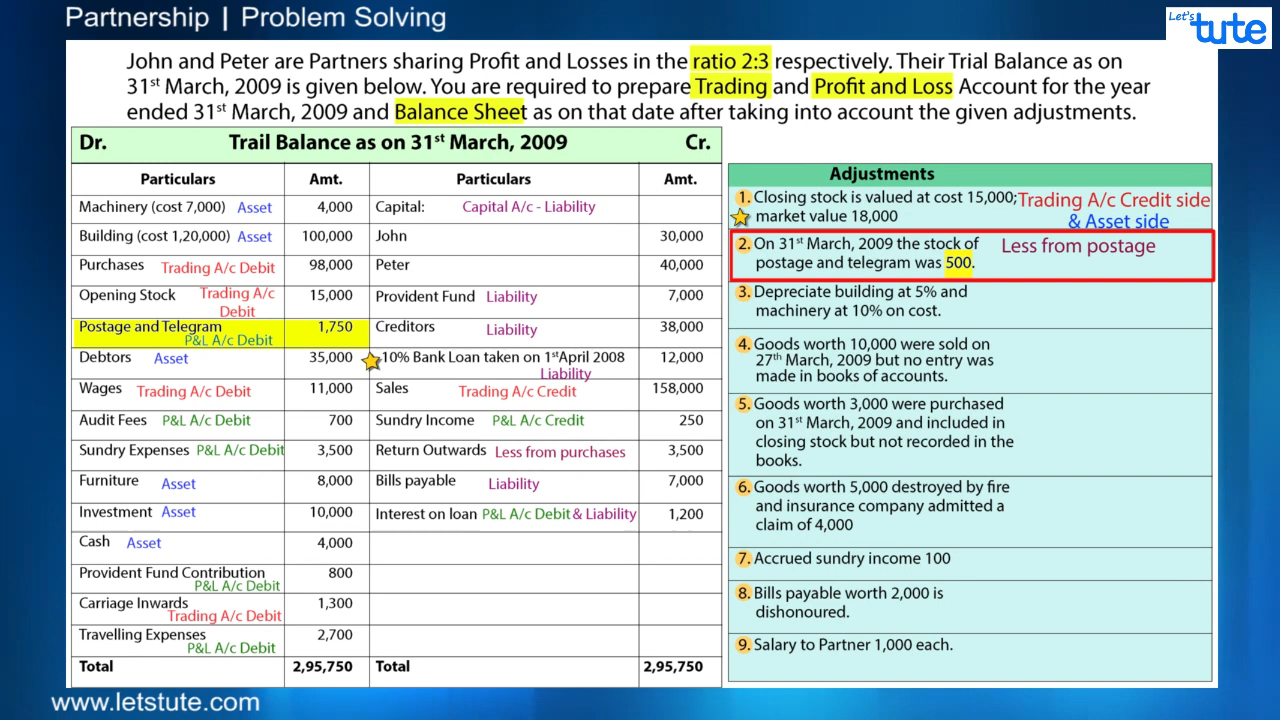 Partnership | Problem Solving
Let's tute
John and Peter are Partners sharing Profit and Losses in the ratio 2:3 respectively. Their Trial Balance as on
31st March, 2009 is given below. You are required to prepare Trading and Profit and Loss Account for the year
ended 31st March, 2009 and Balance Sheet as on that date after taking into account the given adjustments.
Dr. Trail Balance as on 31st March, 2009 Cr.
Particulars Amt. Particulars Amt.
Machinery (cost 7,000) Asset 4,000 Capital: Capital A/c - Liability
Building (cost 1,20,000) Asset 100,000 John 30,000
Purchases Trading A/c Debit 98,000 Peter 40,000
Opening Stock Trading A/c Debit 15,000 Provident Fund Liability 7,000
Postage and Telegram P&L A/c Debit 1,750 Creditors Liability 38,000
Debtors Asset 35,000 10% Bank Loan taken on 1stApril 2008 Liability 12,000
Wages Trading A/c Debit 11,000 Sales Trading A/c Credit 158,000
Audit Fees P&L A/c Debit 700 Sundry Income P&L A/c Credit 250
Sundry Expenses P&L A/c Debit 3,500 Return Outwards Less from purchases 3,500
Furniture Asset 8,000 Bills payable Liability 7,000
Investment Asset 10,000 Interest on loan P&L A/c Debit & Liability 1,200
Cash Asset 4,000
Provident Fund Contribution P&L A/c Debit 800
Carriage Inwards Trading A/c Debit 1,300
Travelling Expenses P&L A/c Debit 2,700
Total 2,95,750 Total 2,95,750
Adjustments
1. Closing stock is valued at cost 15,000; Trading A/c Credit side
market value 18,000 & Asset side
2. On 31st March, 2009 the stock of Less from postage
postage and telegram was 500.
3. Depreciate building at 5% and
machinery at 10% on cost.
4. Goods worth 10,000 were sold on
27th March, 2009 but no entry was
made in books of accounts.
5. Goods worth 3,000 were purchased
on 31st March, 2009 and included in
closing stock but not recorded in the
books.
6. Goods worth 5,000 destroyed by fire
and insurance company admitted a
claim of 4,000
7. Accrued sundry income 100
8. Bills payable worth 2,000 is
dishonoured.
9. Salary to Partner 1,000 each.
www.letstute.com